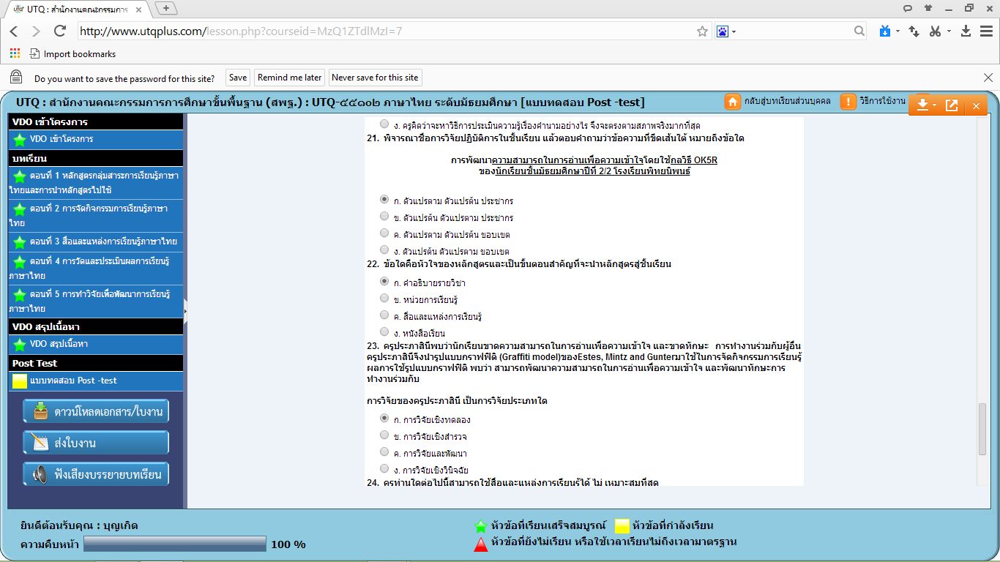 UTQ : สำนักงานคณะกรรมการ
http://www.utqplus.com/lesson.php?courseid=MzQ1ZTdlMzI=7
Import bookmarks
Do you want to save the password for this site? Save Remind me later Never save for this site
UTQ : สำนักงานคณะกรรมการการศึกษาขั้นพื้นฐาน (สพฐ.) : UTQ-๕๕๑๐๒ ภาษาไทย ระดับมัธยมศึกษา [แบบทดสอบ Post -test]
กลับสู่บทเรียนส่วนบุคคล
วิธีการใช้งาน
VDO เข้าโครงการ
VDO เข้าโครงการ
บทเรียน
ตอนที่ 1 หลักสูตรกลุ่มสาระการเรียนรู้ภาษา
ไทยและการนำหลักสูตรไปใช้
ตอนที่ 2 การจัดกิจกรรมการเรียนรู้ภาษา
ไทย
ตอนที่ 3 สื่อและแหล่งการเรียนรู้ภาษาไทย
ตอนที่ 4 การวัดและประเมินผลการเรียนรู้
ภาษาไทย
ตอนที่ 5 การทำวิจัยเพื่อพัฒนาการเรียนรู้
ภาษาไทย
VDO สรุปเนื้อหา
VDO สรุปเนื้อหา
Post Test
แบบทดสอบ Post -test
ดาวน์โหลดเอกสาร/ใบงาน
ส่งใบงาน
ฟังเสียงบรรยายบทเรียน
ง. ครูคิดว่าจะหาวิธีการประเมินความรู้เรื่องคำนามอย่างไร จึงจะตรงตามสภาพจริงมากที่สุด
21. พิจารณาชื่อการวิจัยปฏิบัติการในชั้นเรียน แล้วตอบคำถามว่าข้อความที่ขีดเส้นใต้ หมายถึงข้อใด
การพัฒนาความสามารถในการอ่านเพื่อความเข้าใจโดยใช้กลวิธี OK5R
ของนักเรียนชั้นมัธยมศึกษาปีที่ 2/2 โรงเรียนพิทยนิพนธ์
ก. ตัวแปรตาม ตัวแปรต้น ประชากร
ข. ตัวแปรต้น ตัวแปรตาม ประชากร
ค. ตัวแปรตาม ตัวแปรต้น ขอบเขต
ง. ตัวแปรต้น ตัวแปรตาม ขอบเขต
22. ข้อใดคือหัวใจของหลักสูตรและเป็นขั้นตอนสำคัญที่จะนำหลักสูตรสู่ชั้นเรียน
ก. คำอธิบายรายวิชา
ข. หน่วยการเรียนรู้
ค. สื่อและแหล่งการเรียนรู้
ง. หนังสือเรียน
23. ครูประภาสินีพบว่านักเรียนขาดความสามารถในการอ่านเพื่อความเข้าใจ และขาดทักษะ การทำงานร่วมกับผู้อื่น
ครูประภาสินีจึงนำรูปแบบกราฟฟิติ (Graffiti model)ของEstes, Mintz and Gunterมาใช้ในการจัดกิจกรรมการเรียนรู้
ผลการใช้รูปแบบกราฟฟิติ พบว่า สามารถพัฒนาความสามารถในการอ่านเพื่อความเข้าใจ และพัฒนาทักษะการ
ทำงานร่วมกับ
การวิจัยของครูประภาสินี เป็นการวิจัยประเภทใด
ก. การวิจัยเชิงทดลอง
ข. การวิจัยเชิงสำรวจ
ค. การวิจัยและพัฒนา
ง. การวิจัยเชิงวินิจฉัย
24. ครูท่านใดต่อไปนี้สามารถใช้สื่อและแหล่งการเรียนรู้ได้ ไม่ เหมาะสมที่สุด
ยินดีต้อนรับคุณ : บุญเกิด
ความคืบหน้า 100 %
หัวข้อที่เรียนเสร็จสมบูรณ์ หัวข้อที่กำลังเรียน
หัวข้อที่ยังไม่เรียน หรือใช้เวลาเรียนไม่ถึงเวลามาตรฐาน